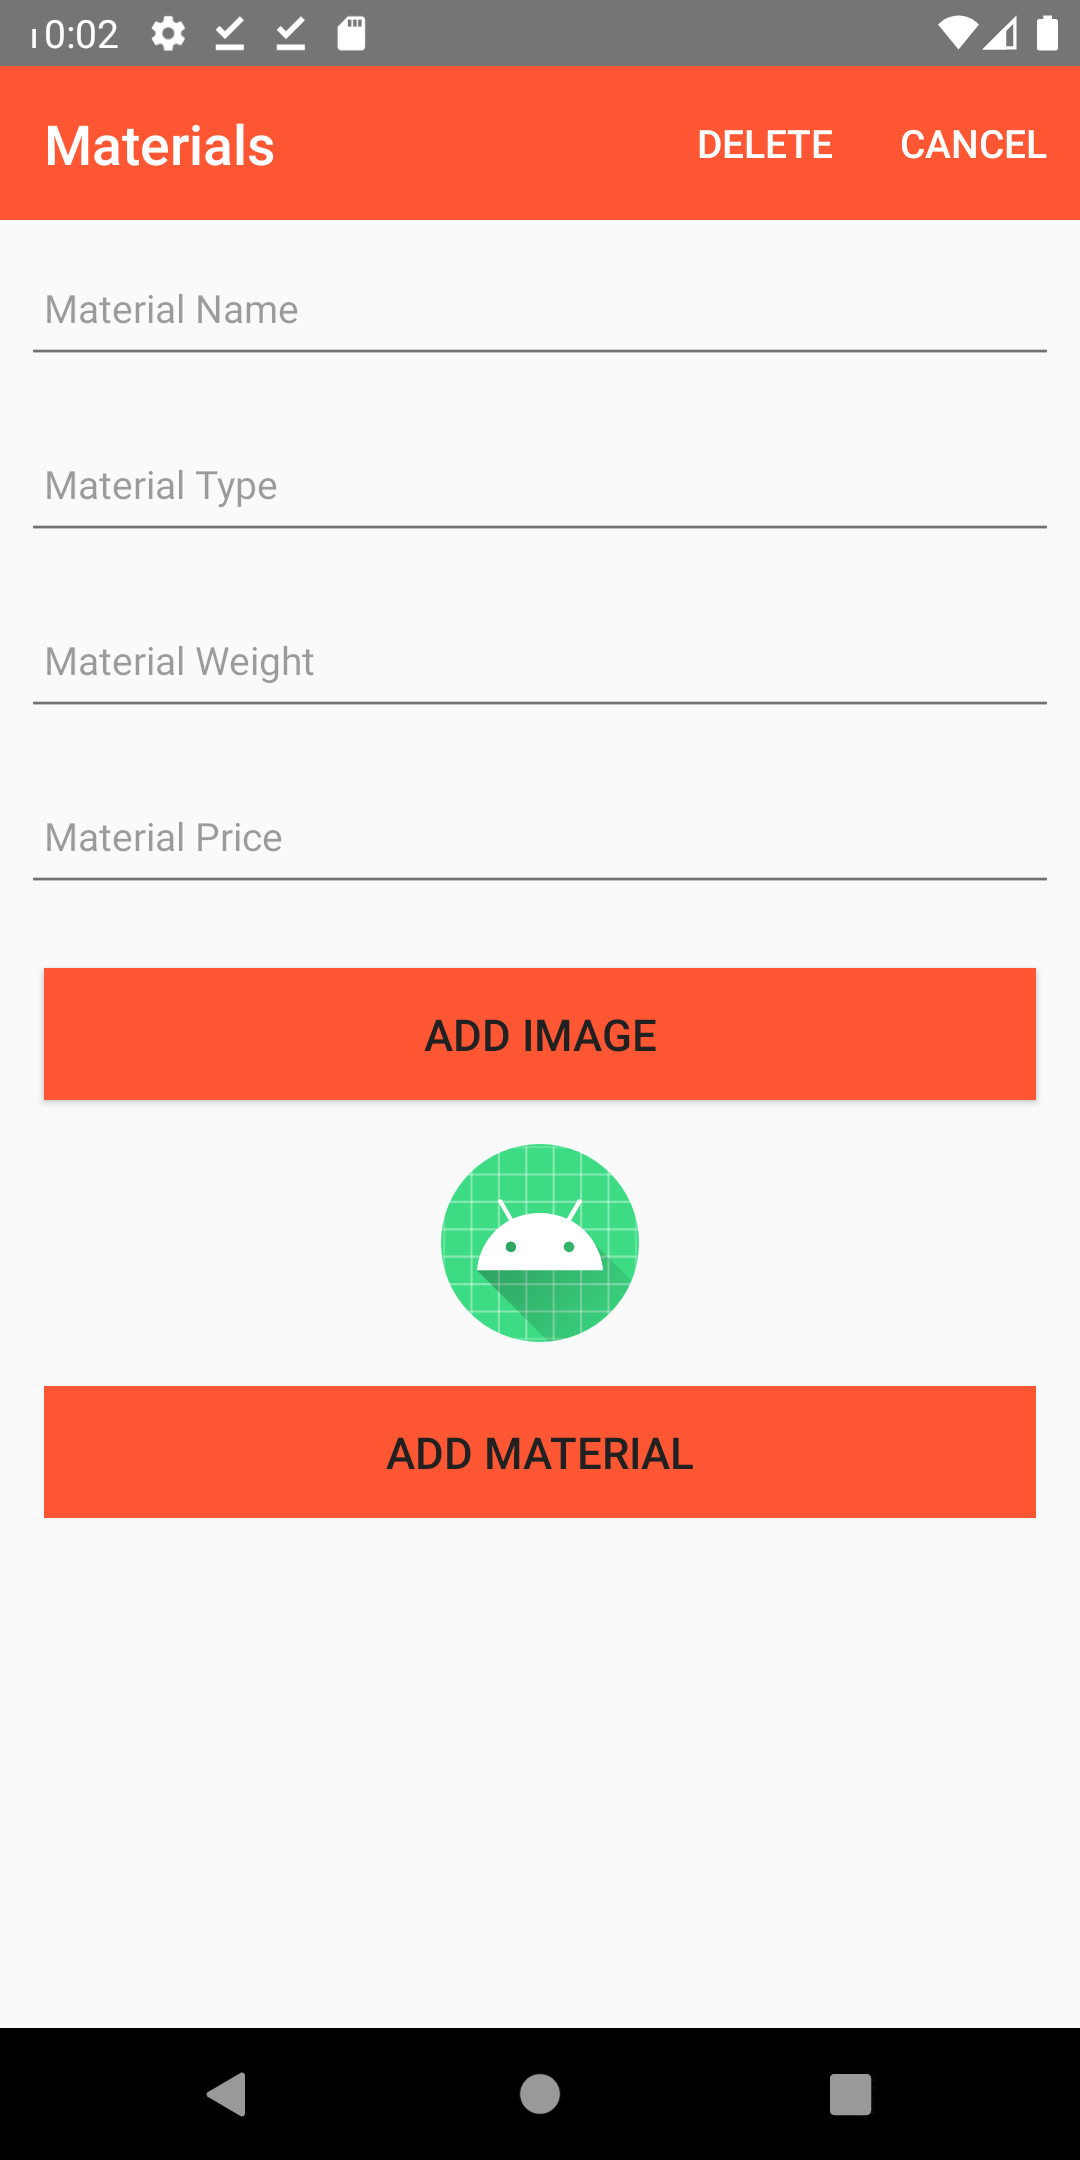 10:02
Materials DELETE CANCEL
Material Name
Material Type
Material Weight
Material Price
ADD IMAGE
ADD MATERIAL